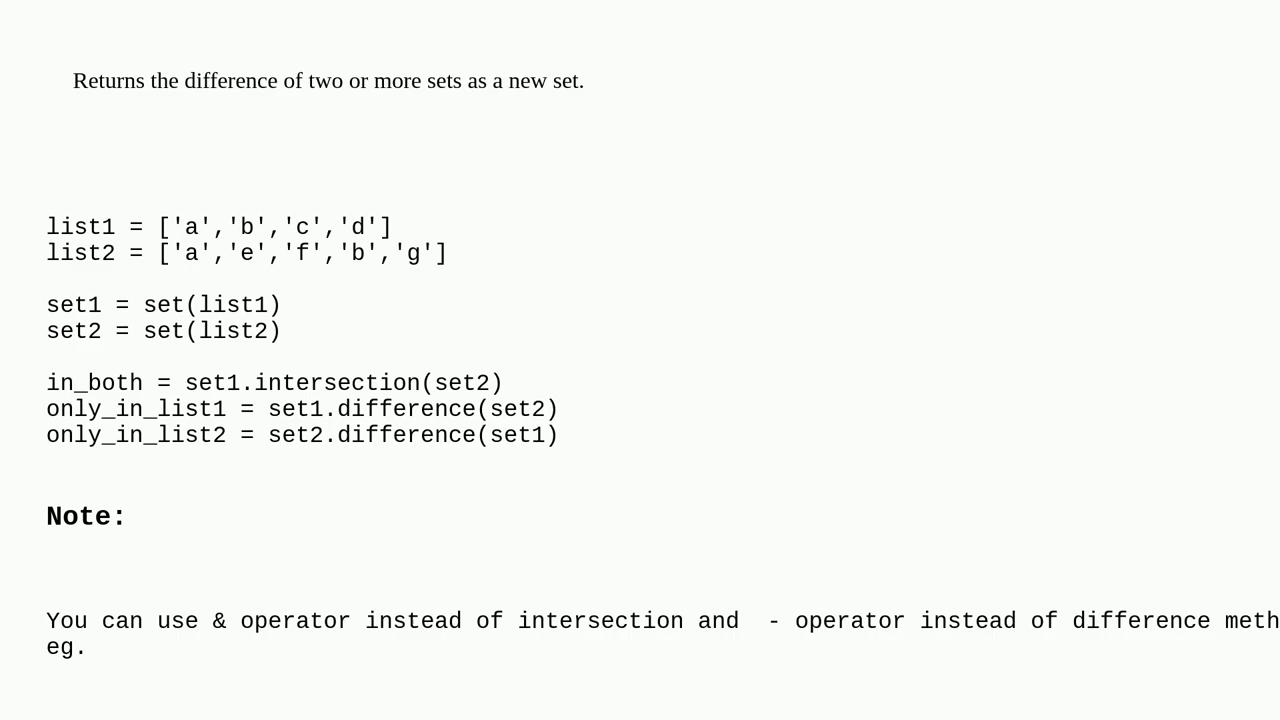 Returns the difference of two or more sets as a new set.
list1 = ['a','b','c','d']
list2 = ['a','e','f','b','g']
set1 = set(list1)
set2 = set(list2)
in_both = set1.intersection(set2)
only_in_list1 = set1.difference(set2)
only_in_list2 = set2.difference(set1)
Note:
You can use & operator instead of intersection and  - operator instead of difference meth
eg.